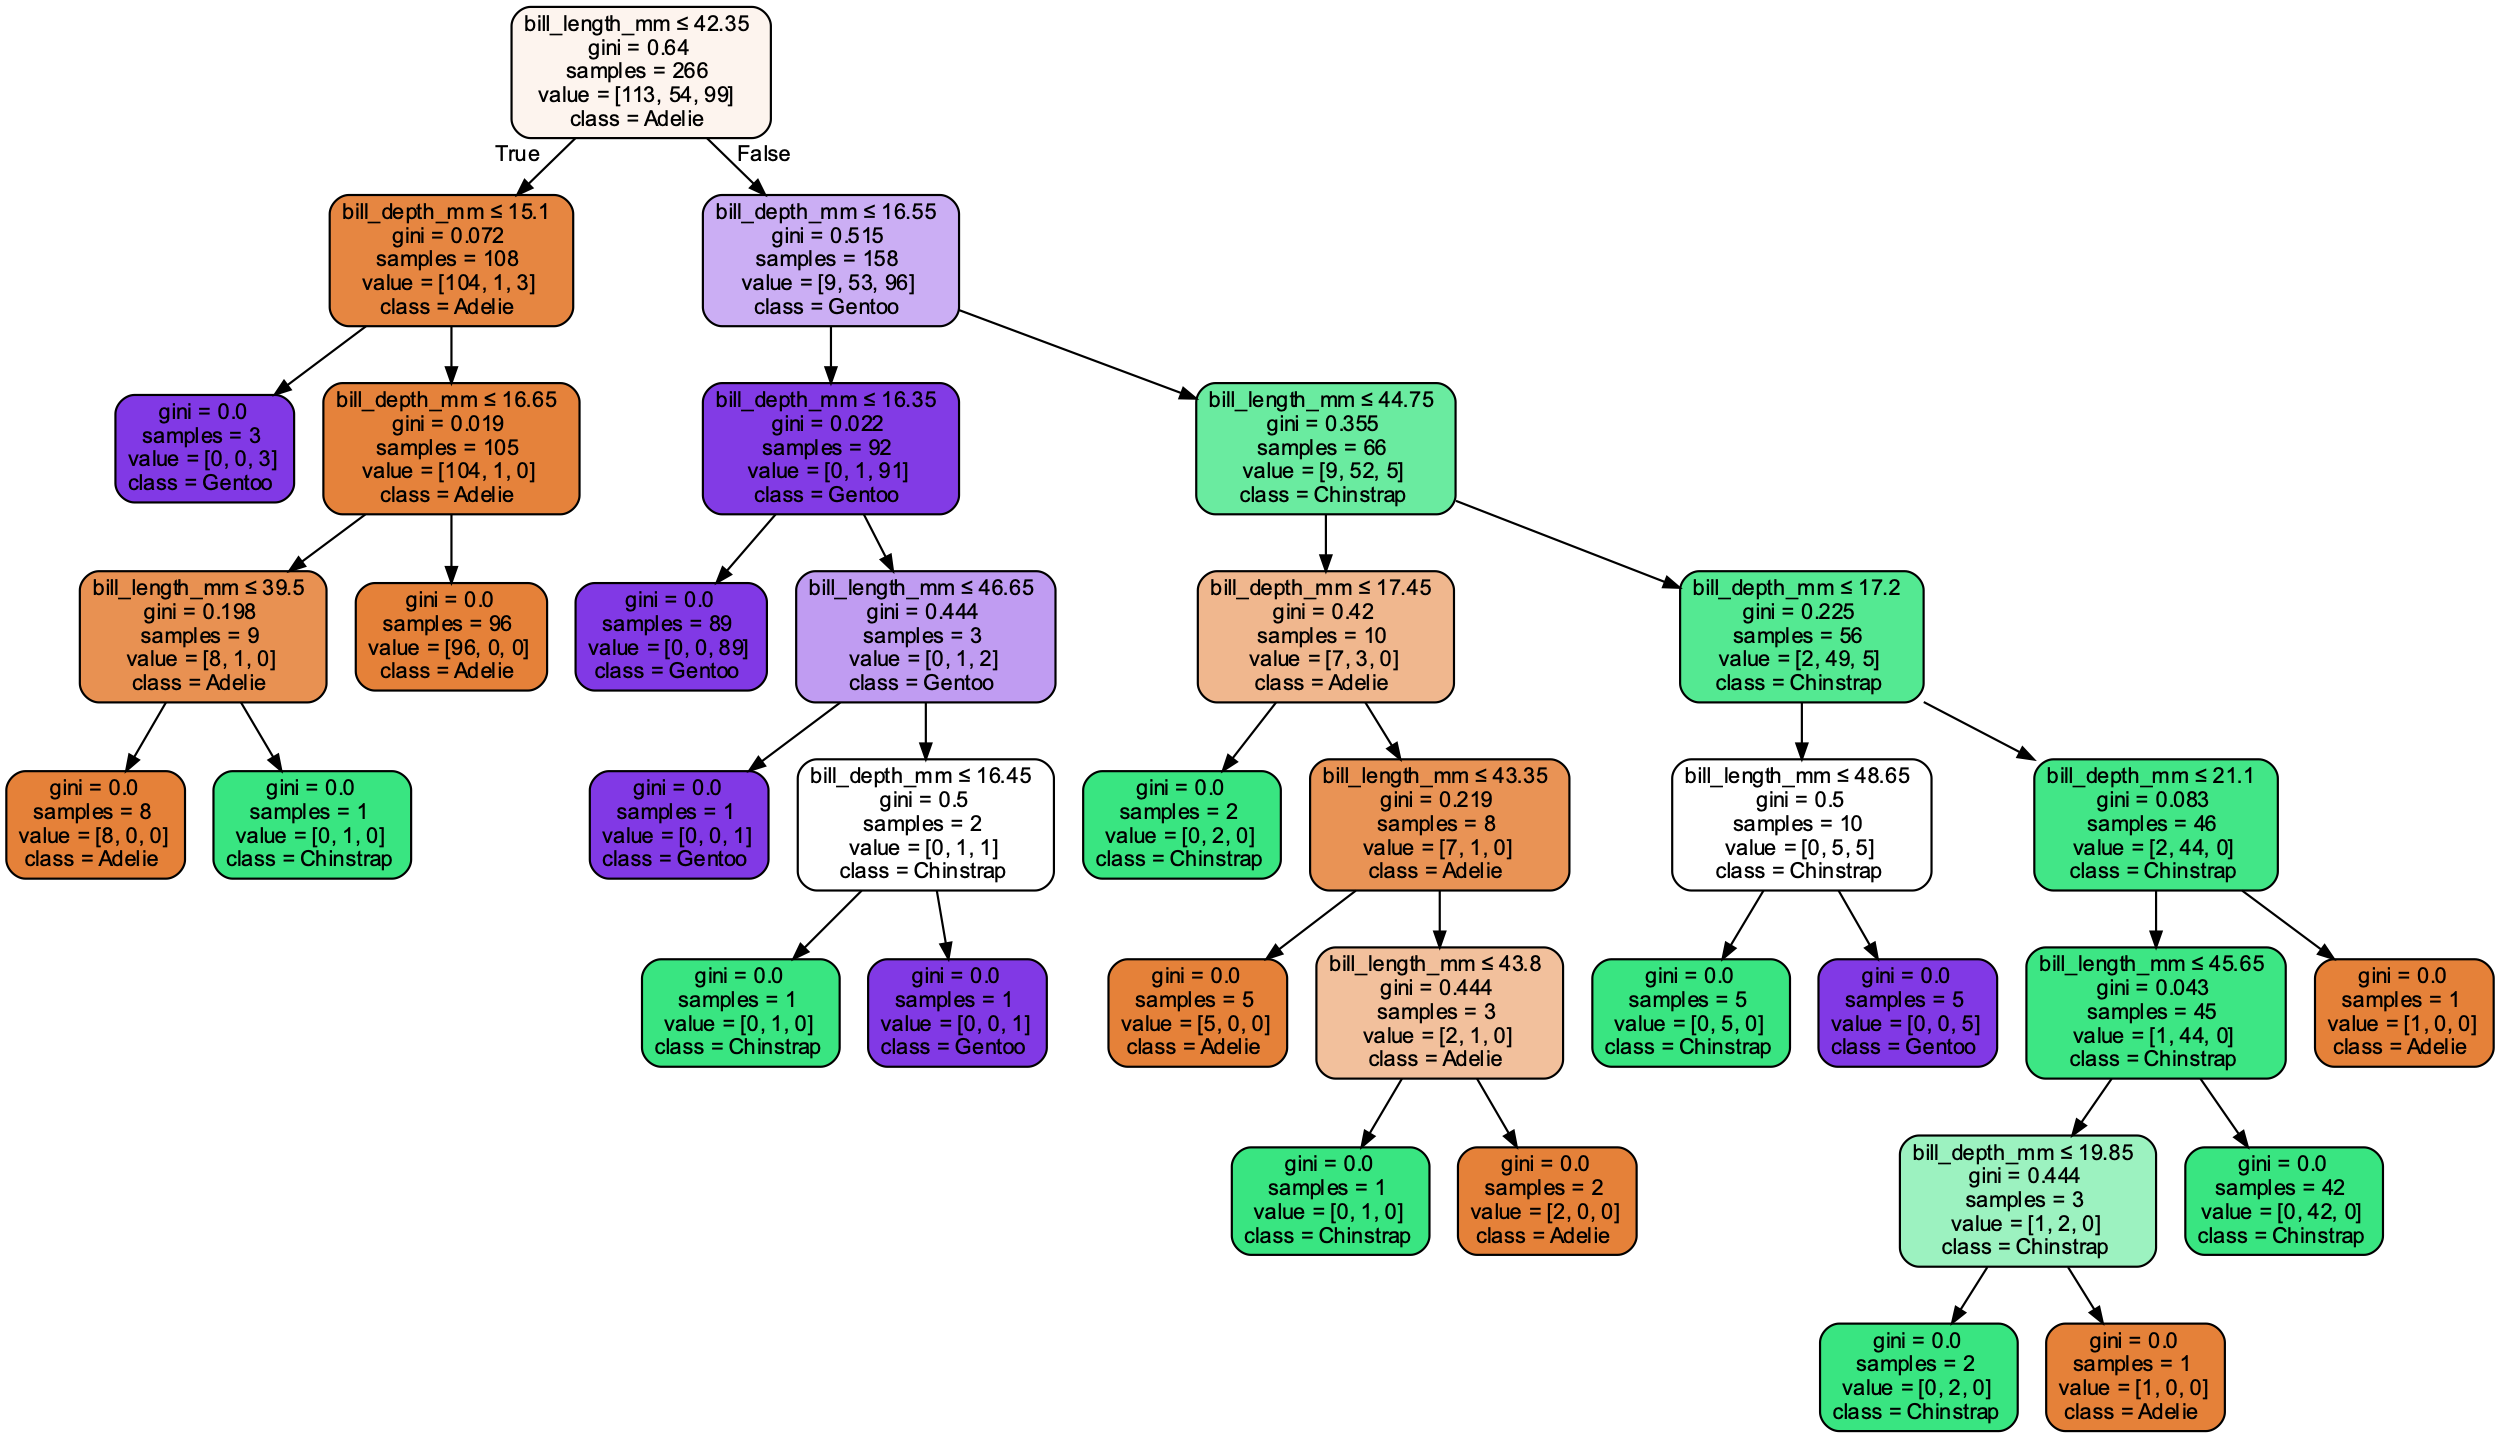 bill_length_mm ≤ 42.35
gini = 0.64
samples = 266
value = [113, 54, 99]
class = Adelie
True
False
bill_depth_mm ≤ 15.1
gini = 0.072
samples = 108
value = [104, 1, 3]
class = Adelie
bill_depth_mm ≤ 16.55
gini = 0.515
samples = 158
value = [9, 53, 96]
class = Gentoo
gini = 0.0
samples = 3
value = [0, 0, 3]
class = Gentoo
bill_depth_mm ≤ 16.65
gini = 0.019
samples = 105
value = [104, 1, 0]
class = Adelie
bill_depth_mm ≤ 16.35
gini = 0.022
samples = 92
value = [0, 1, 91]
class = Gentoo
bill_length_mm ≤ 44.75
gini = 0.355
samples = 66
value = [9, 52, 5]
class = Chinstrap
bill_length_mm ≤ 39.5
gini = 0.198
samples = 9
value = [8, 1, 0]
class = Adelie
gini = 0.0
samples = 96
value = [96, 0, 0]
class = Adelie
gini = 0.0
samples = 89
value = [0, 0, 89]
class = Gentoo
bill_length_mm ≤ 46.65
gini = 0.444
samples = 3
value = [0, 1, 2]
class = Gentoo
bill_depth_mm ≤ 17.45
gini = 0.42
samples = 10
value = [7, 3, 0]
class = Adelie
bill_depth_mm ≤ 17.2
gini = 0.225
samples = 56
value = [2, 49, 5]
class = Chinstrap
gini = 0.0
samples = 8
value = [8, 0, 0]
class = Adelie
gini = 0.0
samples = 1
value = [0, 1, 0]
class = Chinstrap
gini = 0.0
samples = 1
value = [0, 0, 1]
class = Gentoo
bill_depth_mm ≤ 16.45
gini = 0.5
samples = 2
value = [0, 1, 1]
class = Chinstrap
gini = 0.0
samples = 2
value = [0, 2, 0]
class = Chinstrap
bill_length_mm ≤ 43.35
gini = 0.219
samples = 8
value = [7, 1, 0]
class = Adelie
bill_length_mm ≤ 48.65
gini = 0.5
samples = 10
value = [0, 5, 5]
class = Chinstrap
bill_depth_mm ≤ 21.1
gini = 0.083
samples = 46
value = [2, 44, 0]
class = Chinstrap
gini = 0.0
samples = 1
value = [0, 1, 0]
class = Chinstrap
gini = 0.0
samples = 1
value = [0, 0, 1]
class = Gentoo
gini = 0.0
samples = 5
value = [5, 0, 0]
class = Adelie
bill_length_mm ≤ 43.8
gini = 0.444
samples = 3
value = [2, 1, 0]
class = Adelie
gini = 0.0
samples = 5
value = [0, 5, 0]
class = Chinstrap
gini = 0.0
samples = 5
value = [0, 0, 5]
class = Gentoo
bill_length_mm ≤ 45.65
gini = 0.043
samples = 45
value = [1, 44, 0]
class = Chinstrap
gini = 0.0
samples = 1
value = [1, 0, 0]
class = Adelie
gini = 0.0
samples = 1
value = [0, 1, 0]
class = Chinstrap
gini = 0.0
samples = 2
value = [2, 0, 0]
class = Adelie
bill_depth_mm ≤ 19.85
gini = 0.444
samples = 3
value = [1, 2, 0]
class = Chinstrap
gini = 0.0
samples = 42
value = [0, 42, 0]
class = Chinstrap
gini = 0.0
samples = 2
value = [0, 2, 0]
class = Chinstrap
gini = 0.0
samples = 1
value = [1, 0, 0]
class = Adelie